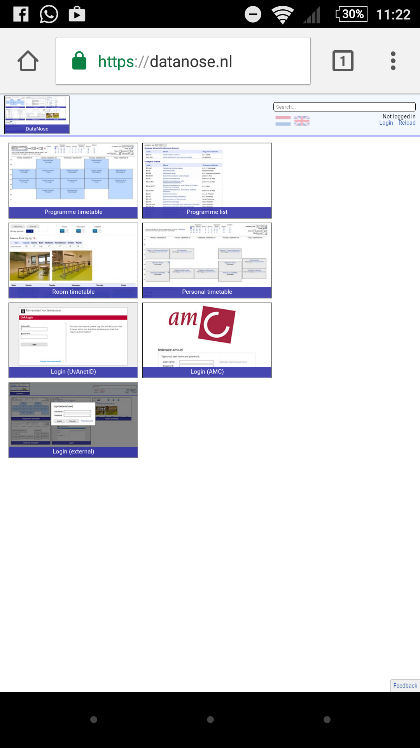 30%
11:22
https://datanose.nl
1
DataNose
Search...
Not logged in
Login Reload
Programme timetable
Programme list
Room timetable
Personal timetable
Login (UvAnetID)
amC
Login (AMC)
Login (external)
Feedback